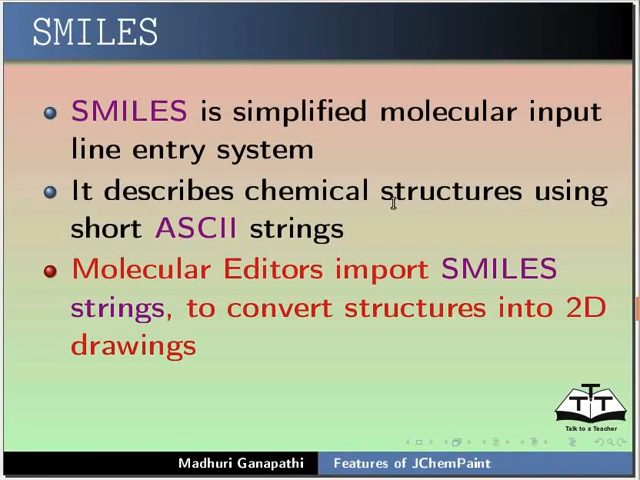 SMILES
SMILES is simplified molecular input
line entry system
It describes chemical structures using
short ASCII strings
Molecular Editors import SMILES
strings, to convert structures into 2D
drawings
T T T
Talk to a Teacher
Madhuri Ganapathi Features of JChemPaint